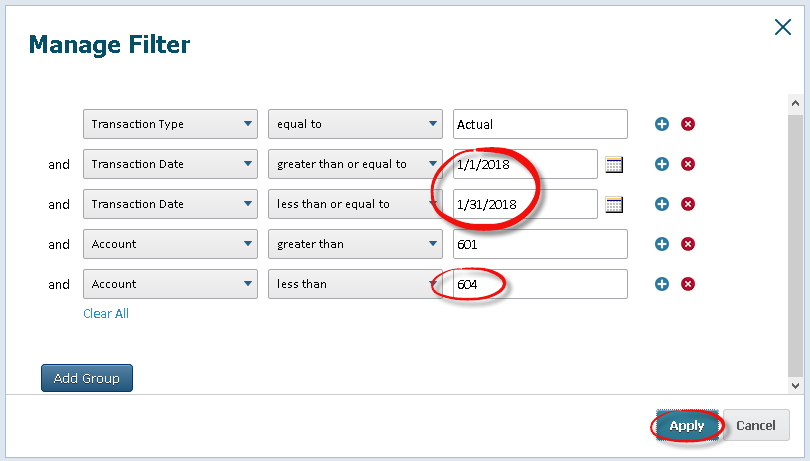 Manage Filter
Transaction Type equal to Actual
and Transaction Date greater than or equal to 1/1/2018
and Transaction Date less than or equal to 1/31/2018
and Account greater than 601
and Account less than 604
Clear All
Add Group
Apply Cancel